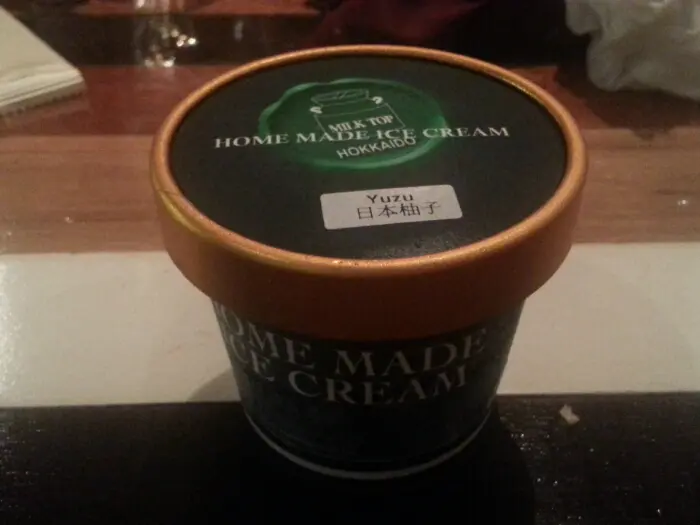 MILK TOP
HOME MADE ICE CREAM
HOKKAIDO
Yuzu
日本柚子
HOME MADE
ICE CREAM